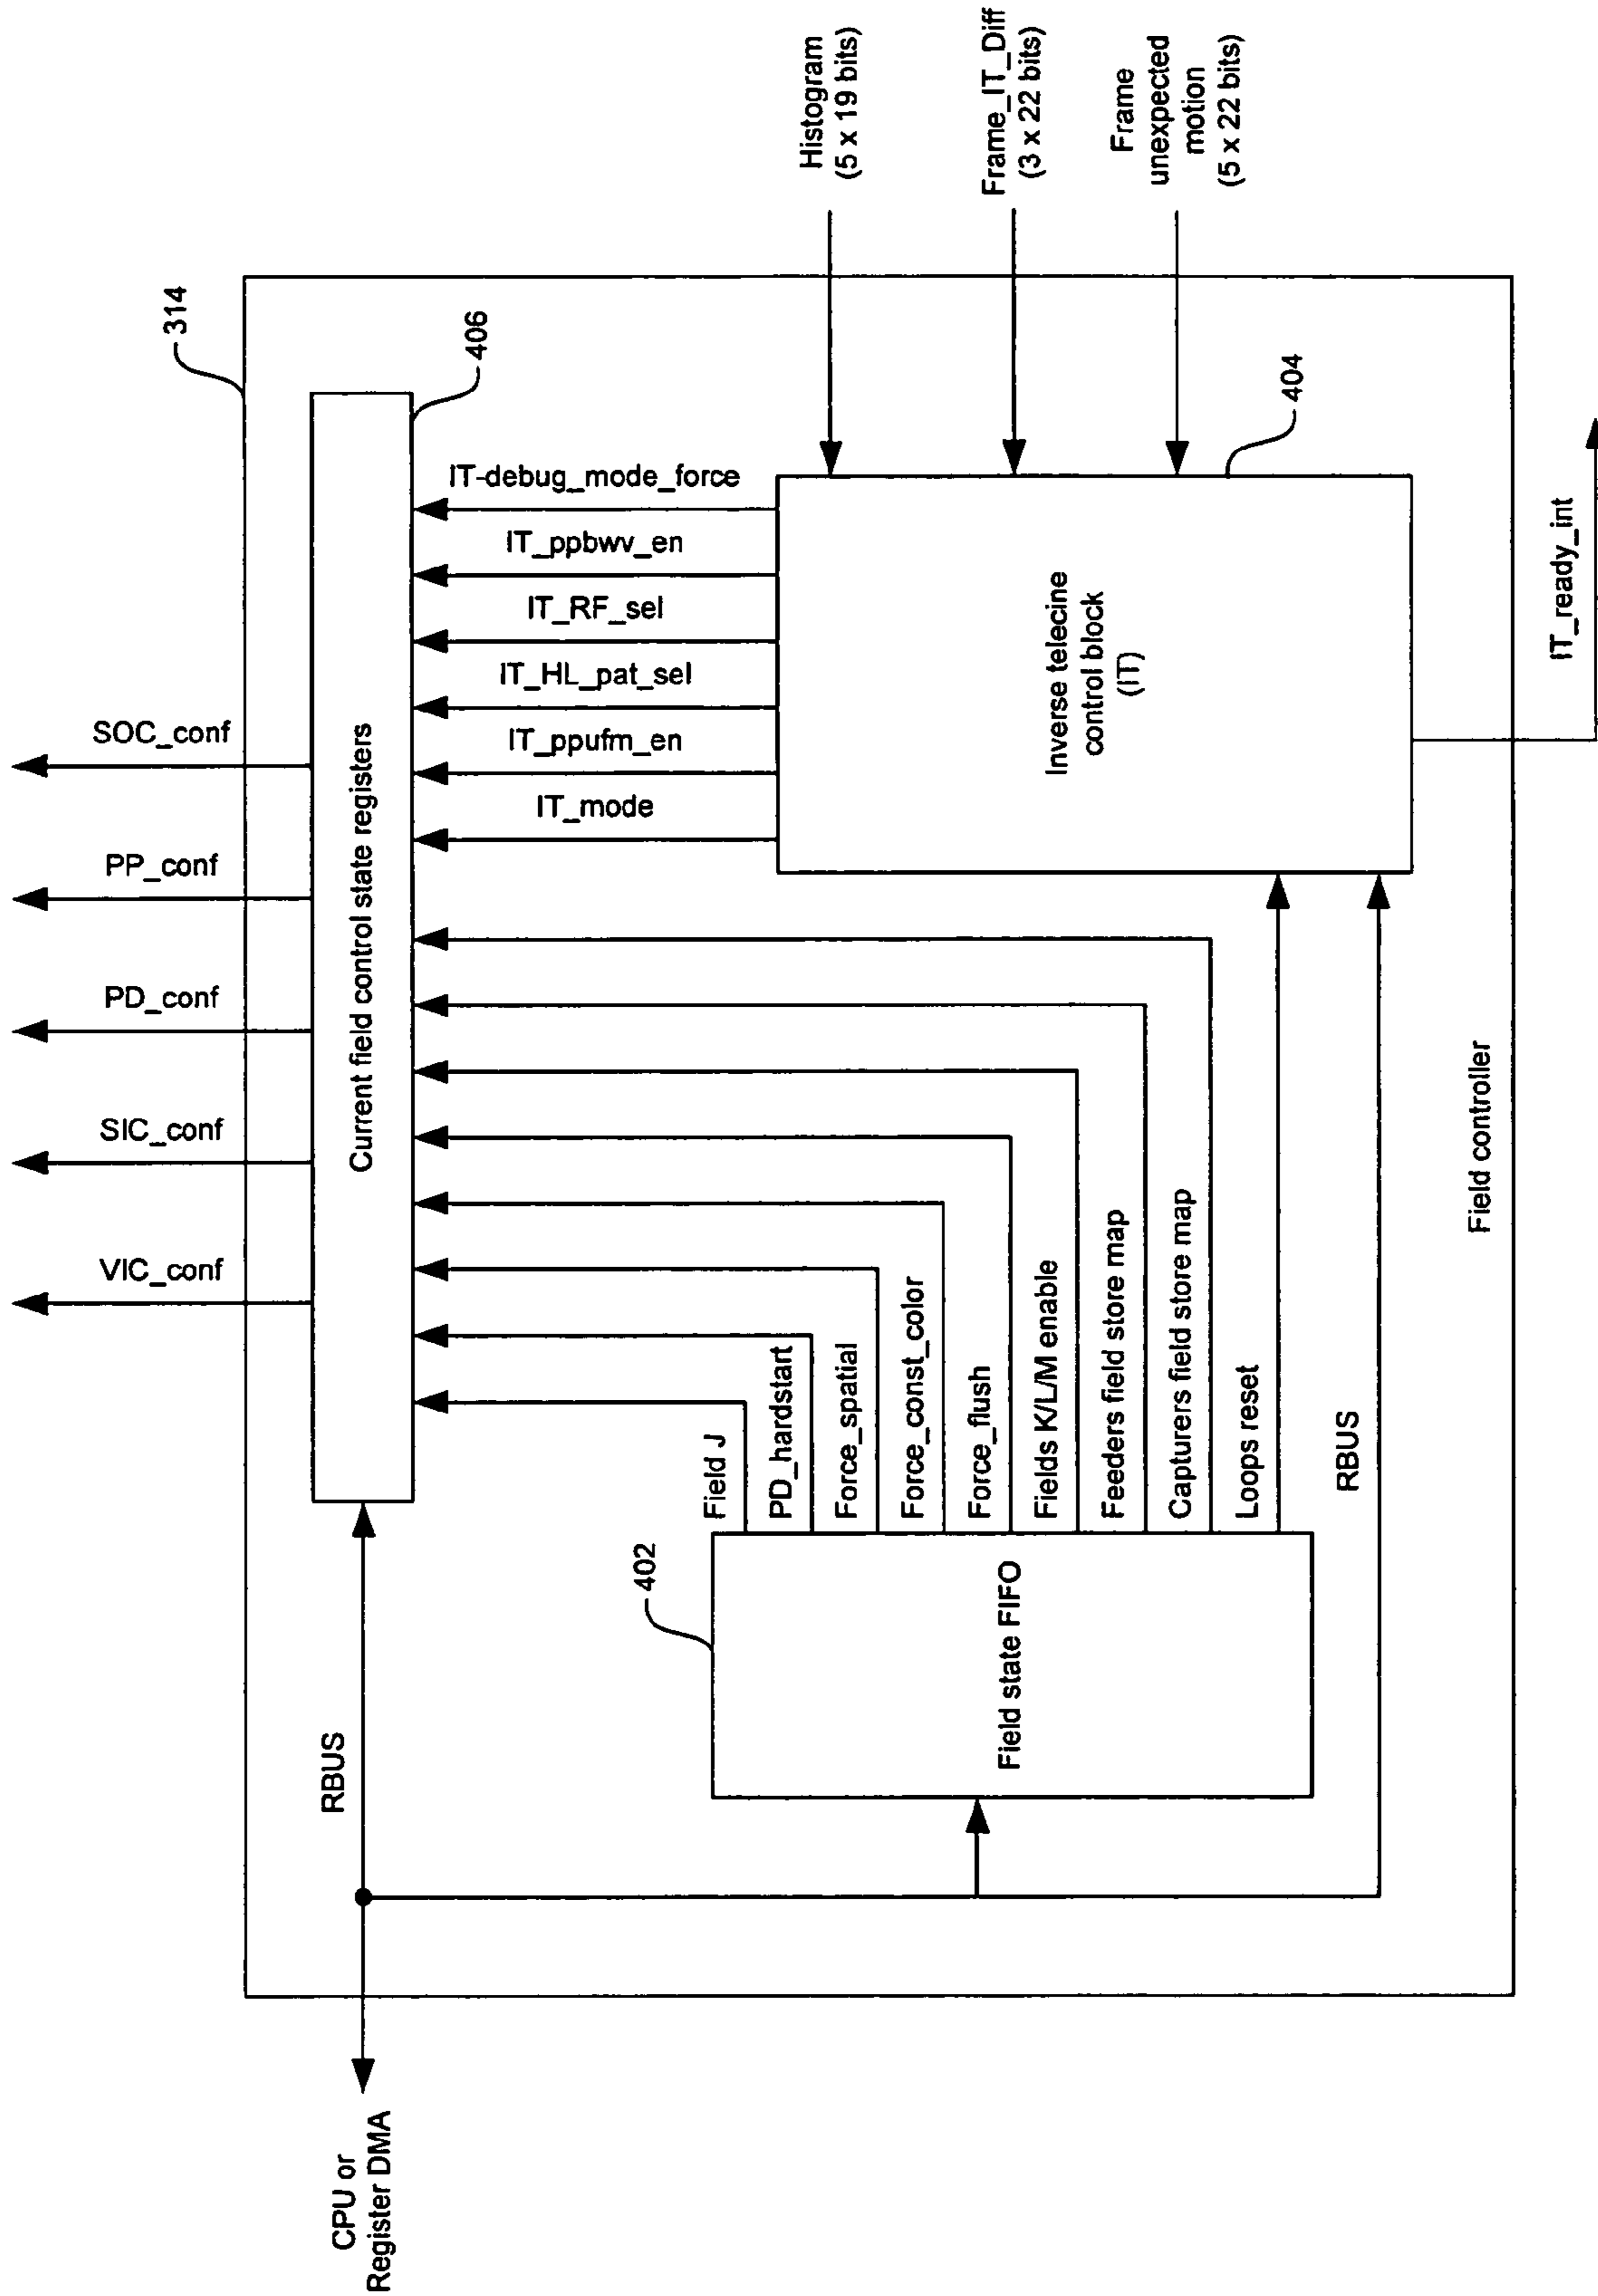 VIC_conf
SIC_conf
PD_conf
PP_conf
SOC_conf
314
CPU or
Register DMA
RBUS
Current field control state registers
406
402
Field state FIFO
Field J
PD_hardstart
Force_spatial
Force_const_color
Force_flush
Fields K/L/M enable
Feeders field store map
Capturers field store map
Loops reset
RBUS
IT_mode
IT_ppufm_en
IT_HL_pat_sel
IT_RF_sel
IT_ppbwv_en
IT-debug_mode_force
Inverse telecine
control block
(IT)
404
Histogram
(5 x 19 bits)
Frame_IT_Diff
(3 x 22 bits)
Frame
unexpected
motion
(5 x 22 bits)
Field controller
IT_ready_int